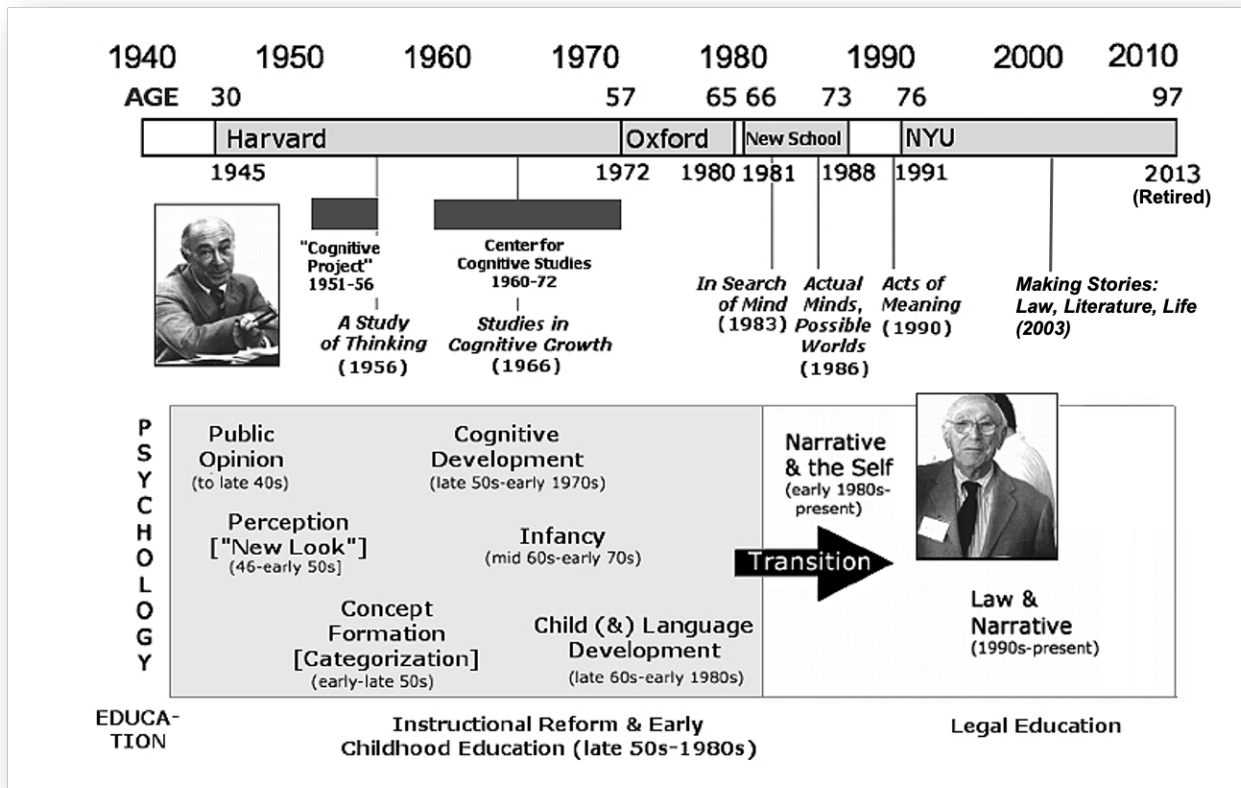 1940 1950 1960 1970 1980 1990 2000 2010
AGE 30 57 65 66 73 76 97
Harvard Oxford New School NYU
1945 1972 1980 1981 1988 1991 2013
(Retired)
"Cognitive
Project"
1951-56
Center for
Cognitive Studies
1960-72
A Study
of Thinking
(1956)
Studies in
Cognitive Growth
(1966)
In Search
of Mind
(1983)
Actual
Minds,
Possible
Worlds
(1986)
Acts of
Meaning
(1990)
Making Stories:
Law, Literature, Life
(2003)
PSYCHOLOGY
Public
Opinion
(to late 40s)
Cognitive
Development
(late 50s-early 1970s)
Perception
["New Look"]
(46-early 50s]
Infancy
(mid 60s-early 70s)
Concept
Formation
[Categorization]
(early-late 50s)
Child (&) Language
Development
(late 60s-early 1980s)
Narrative
& the Self
(early 1980s-
present)
Transition
Law &
Narrative
(1990s-present)
EDUCA-
TION
Instructional Reform & Early
Childhood Education (late 50s-1980s)
Legal Education